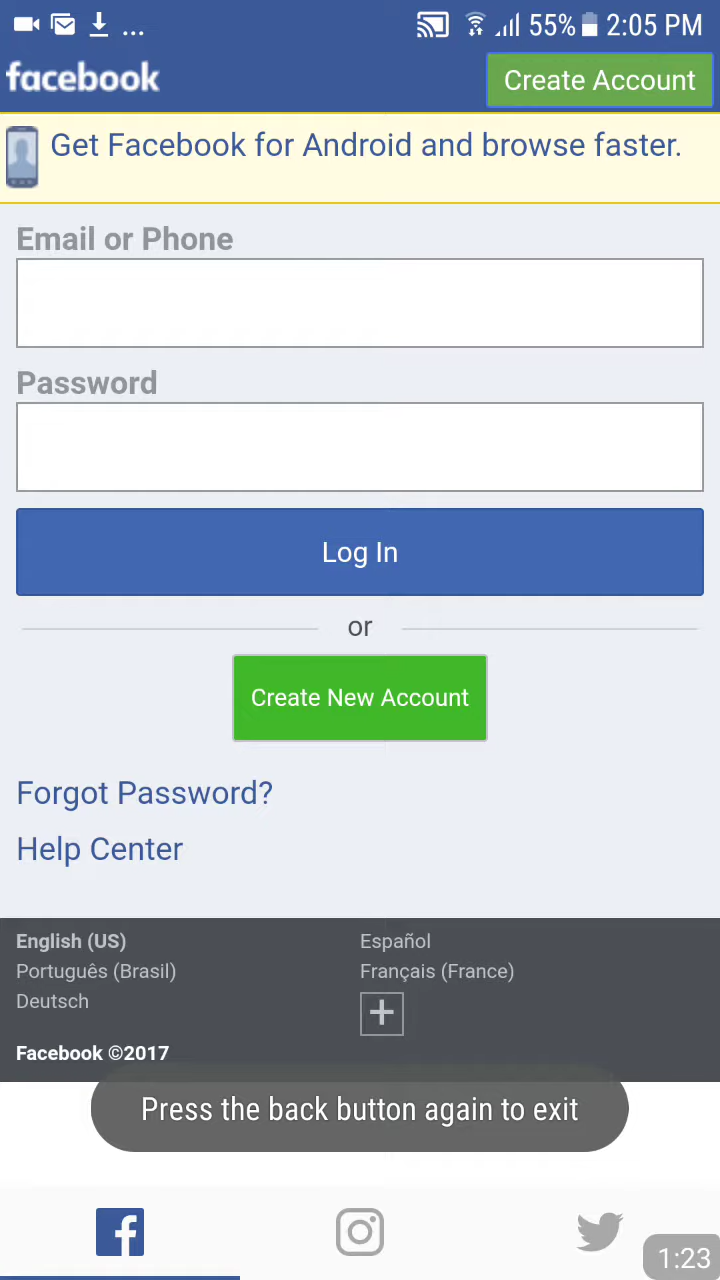 ... 55% 2:05 PM
facebook Create Account
Get Facebook for Android and browse faster.
Email or Phone
Password
Log In
or
Create New Account
Forgot Password?
Help Center
English (US) Español
Português (Brasil) Français (France)
Deutsch
Facebook ©2017
Press the back button again to exit
1:23